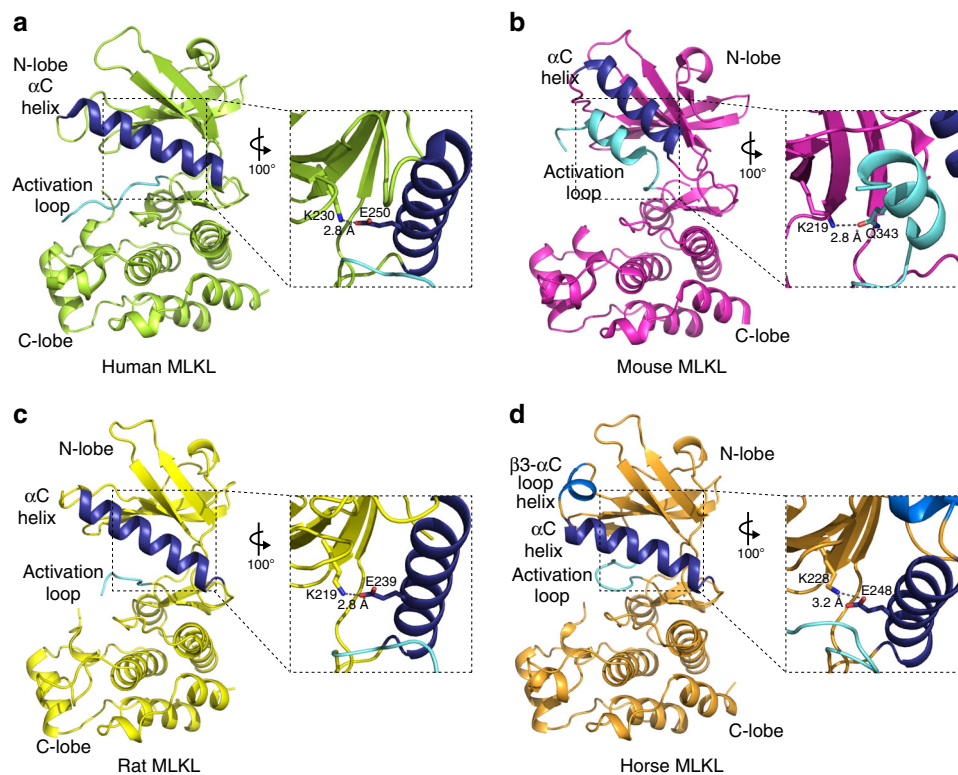 a
N-lobe
αC
helix
Activation
loop
C-lobe
100°
K230
E250
2.8 Å
Human MLKL
b
αC
helix
N-lobe
Activation
loop
100°
K219
2.8 Å
Q343
C-lobe
Mouse MLKL
c
N-lobe
αC
helix
Activation
loop
C-lobe
100°
K219
E239
2.8 Å
Rat MLKL
d
β3-αC
loop
helix
N-lobe
αC
helix
Activation
loop
100°
K228
E248
3.2 Å
C-lobe
Horse MLKL